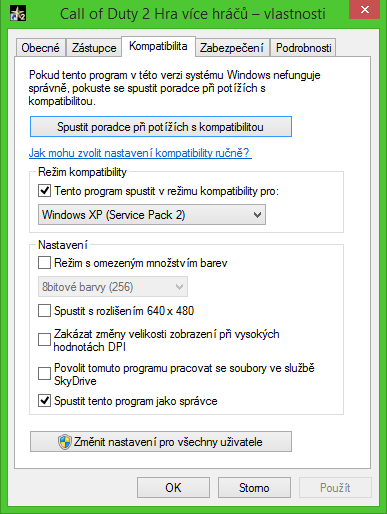 Call of Duty 2 Hra více hráčů – vlastnosti
Obecné Zástupce Kompatibilita Zabezpečení Podrobnosti
Pokud tento program v této verzi systému Windows nefunguje
správně, pokuste se spustit poradce při potížích s
kompatibilitou.
Spustit poradce při potížích s kompatibilitou
Jak mohu zvolit nastavení kompatibility ručně?
Režim kompatibility
Tento program spustit v režimu kompatibility pro:
Windows XP (Service Pack 2)
Nastavení
Režim s omezeným množstvím barev
8bitové barvy (256)
Spustit s rozlišením 640 x 480
Zakázat změny velikosti zobrazení při vysokých
hodnotách DPI
Povolit tomuto programu pracovat se soubory ve službě
SkyDrive
Spustit tento program jako správce
Změnit nastavení pro všechny uživatele
OK Storno Použít